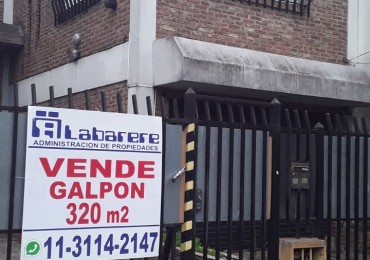 Labarere
ADMINISTRACION DE PROPIEDADES
VENDE
GALPON
320 m2
11-3114-2147